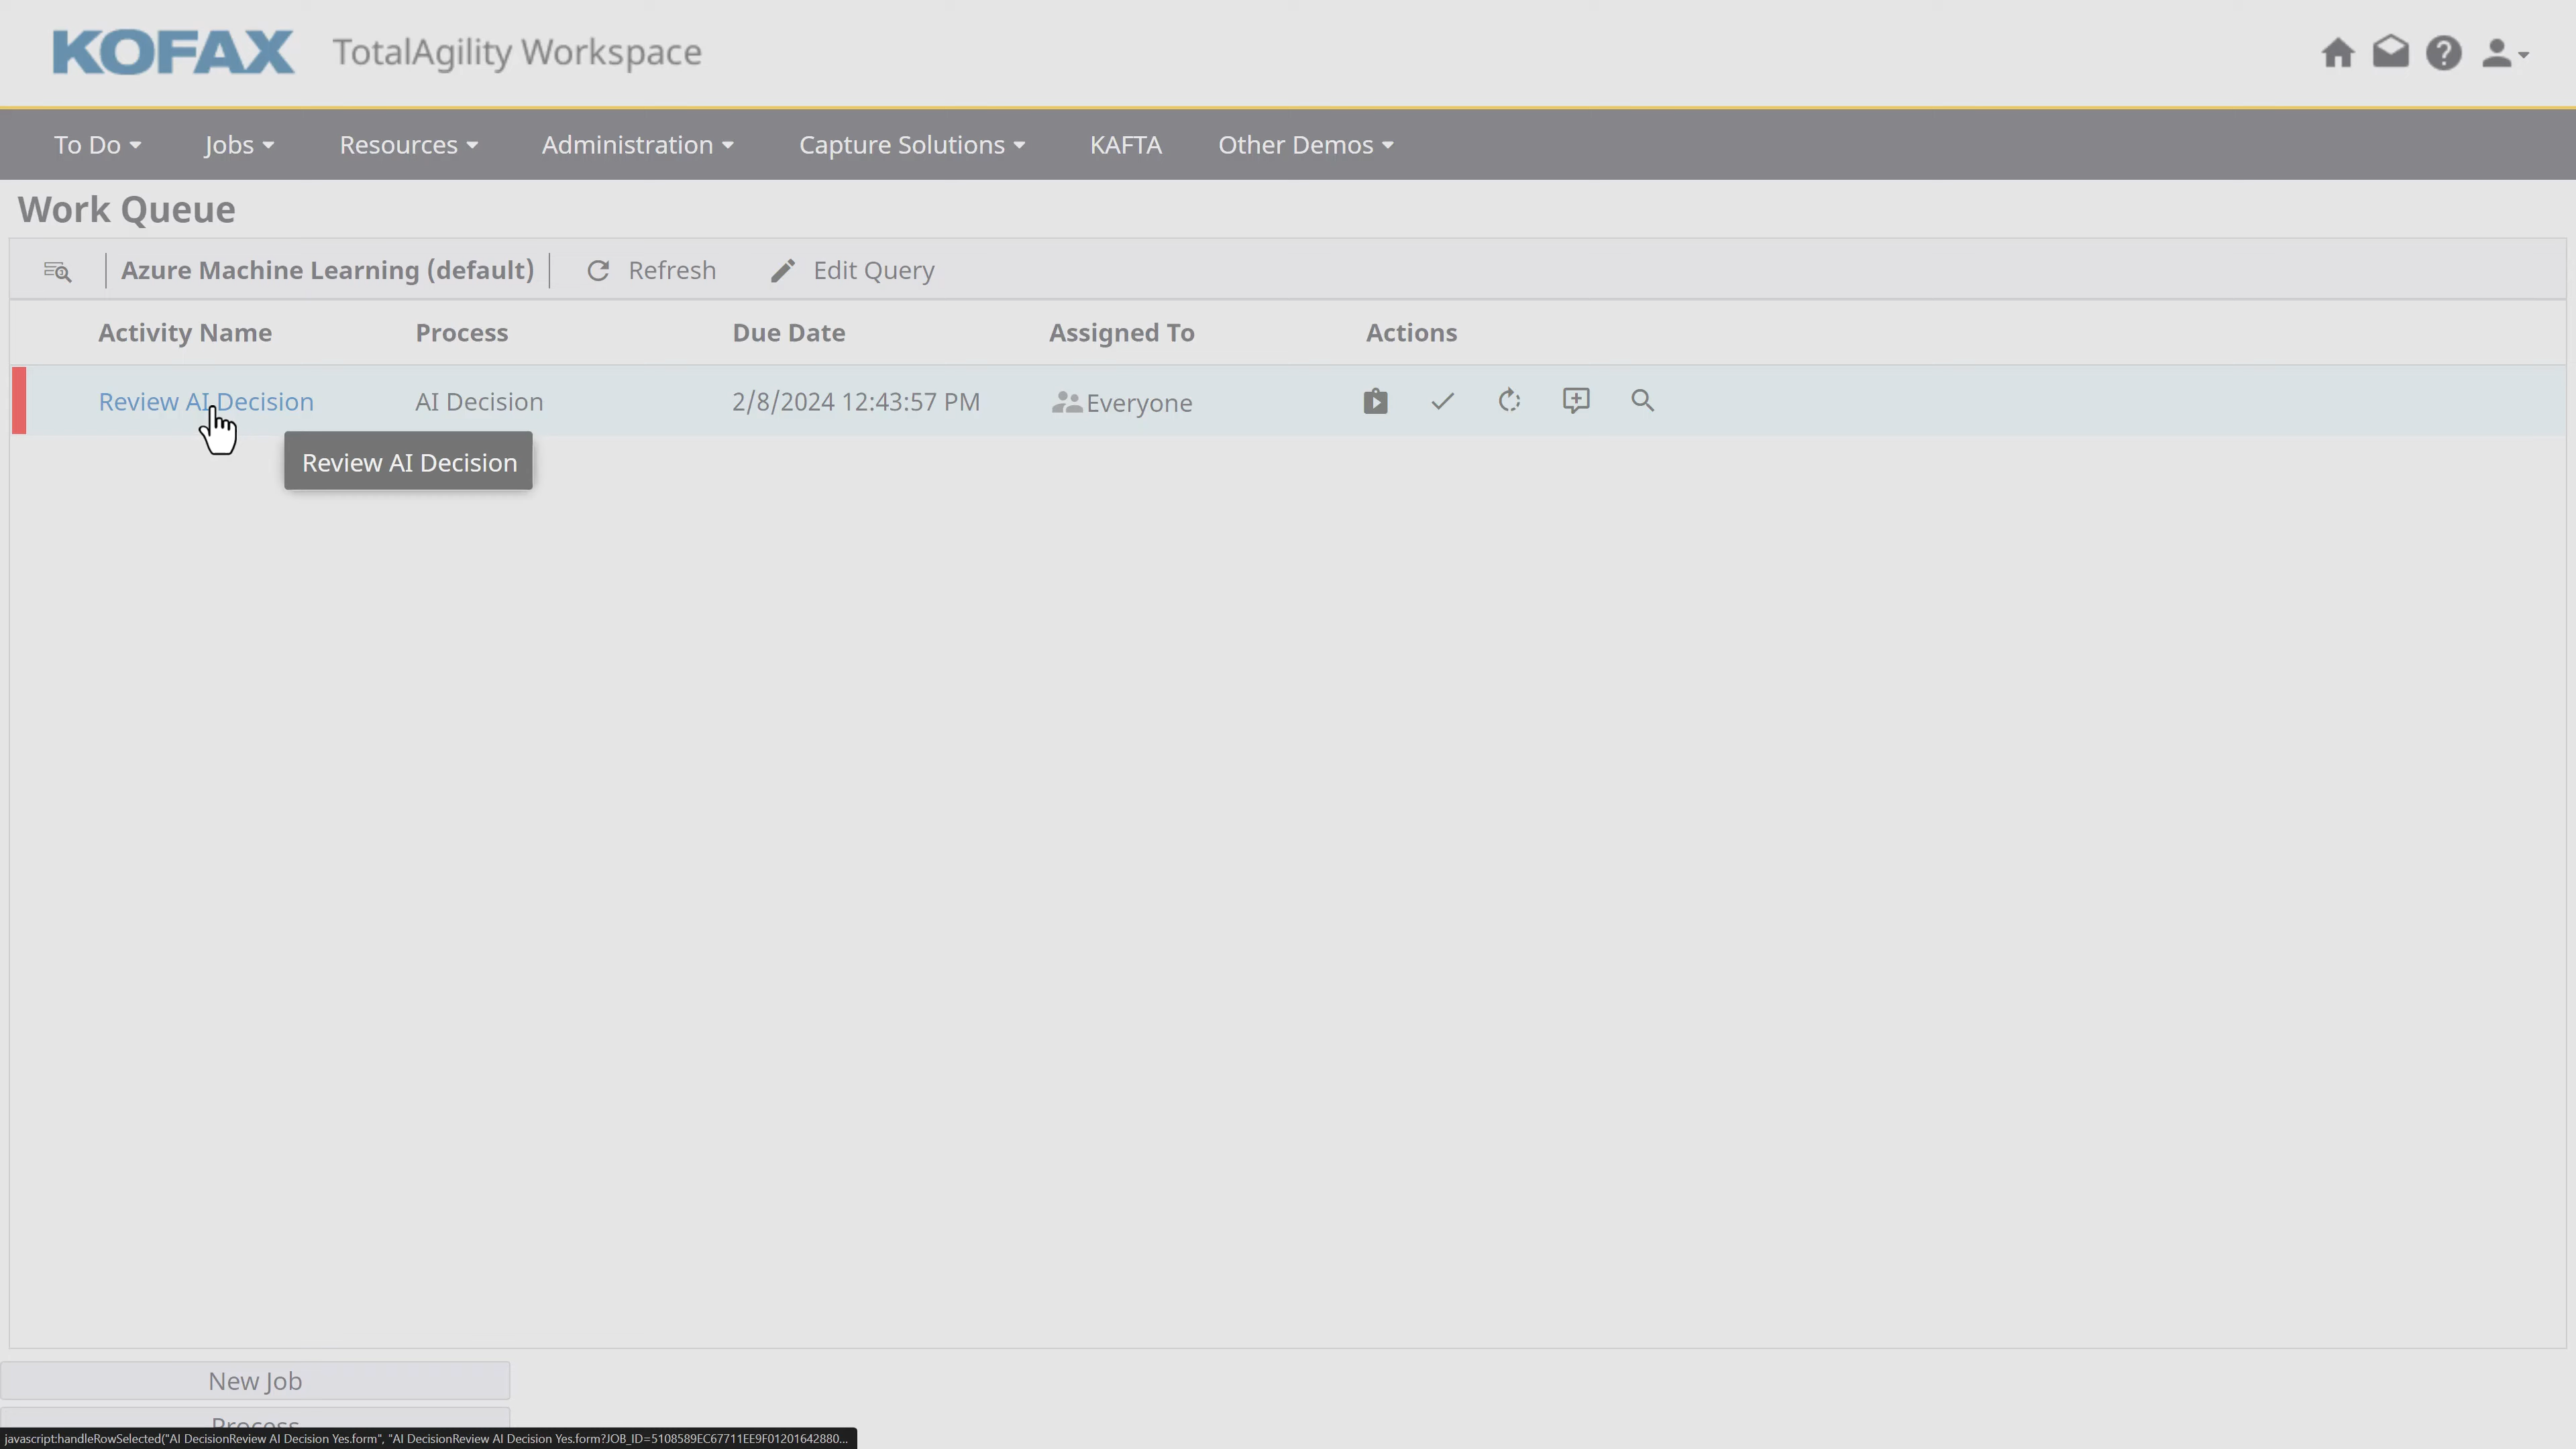 KOFAX TotalAgility Workspace
To Do Jobs Resources Administration Capture Solutions KAFTA Other Demos
Work Queue
Azure Machine Learning (default) Refresh Edit Query
Activity Name Process Due Date Assigned To Actions
Review AI Decision AI Decision 2/8/2024 12:43:57 PM Everyone
Review AI Decision
New Job
Process
javascript:handleRowSelected("AI DecisionReview AI Decision Yes.form", "AI DecisionReview AI Decision Yes.form?JOB_ID=5108589EC67711EE9F01201642880...